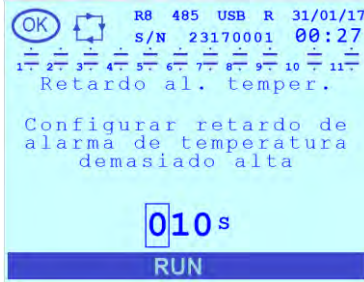 OK R8 485 USB R 31/01/17
S/N 23170001 00:27
1 2 3 4 5 6 7 8 9 10 11
Retardo al. temper.
Configurar retardo de
alarma de temperatura
demasiado alta
010 s
RUN